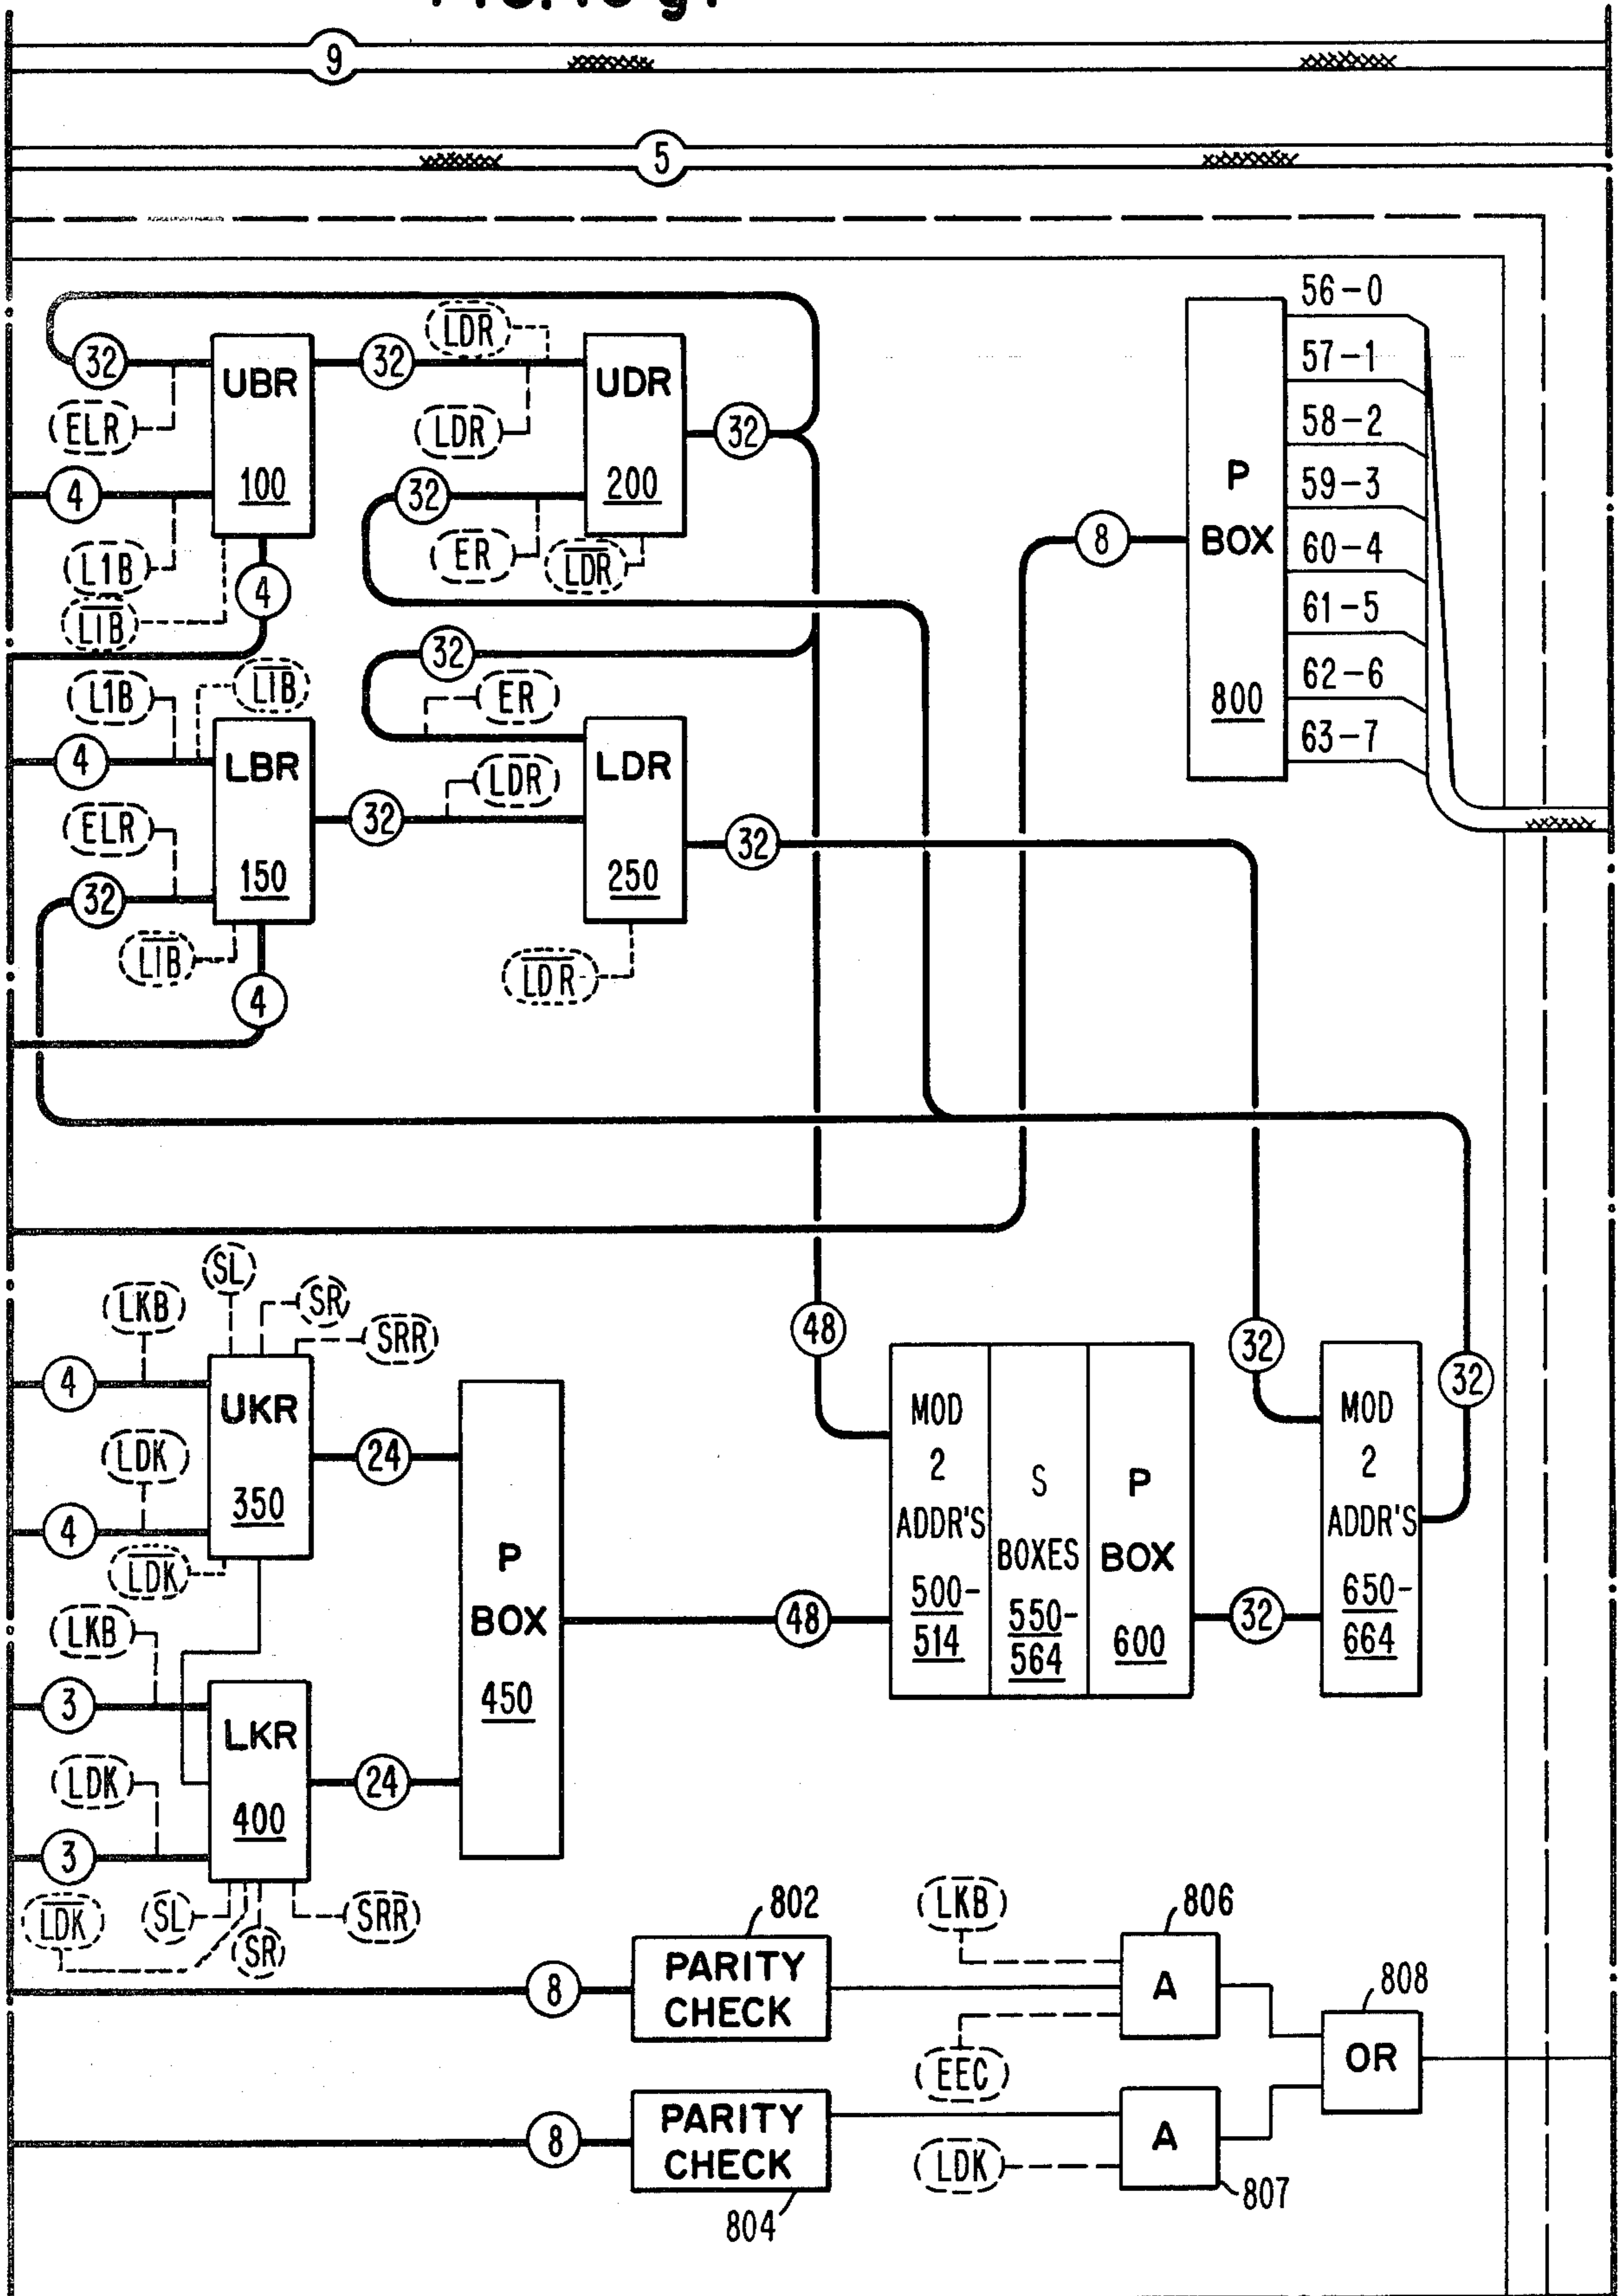 9
5
56-0
32
UBR
100
32
LDR
LDR
UDR
200
32
57-1
ELR
58-2
4
32
P
BOX
800
59-3
L1B
LIB
4
ER
LDR
8
60-4
61-5
32
62-6
L1B
LIB
ER
63-7
4
LBR
150
LDR
LDR
250
ELR
32
32
32
LIB
LDR
4
SL
LKB
SR
SRR
48
4
UKR
350
32
32
LDK
24
MOD
2
ADDR'S
500-
514
S
BOXES
550-
564
P
BOX
600
MOD
2
ADDR'S
650-
664
4
LDK
P
BOX
450
48
32
LKB
3
LKR
400
LDK
24
3
LDK
SL
SR
SRR
802
LKB
806
8
PARITY
CHECK
A
808
EEC
OR
8
PARITY
CHECK
A
LDK
804
807